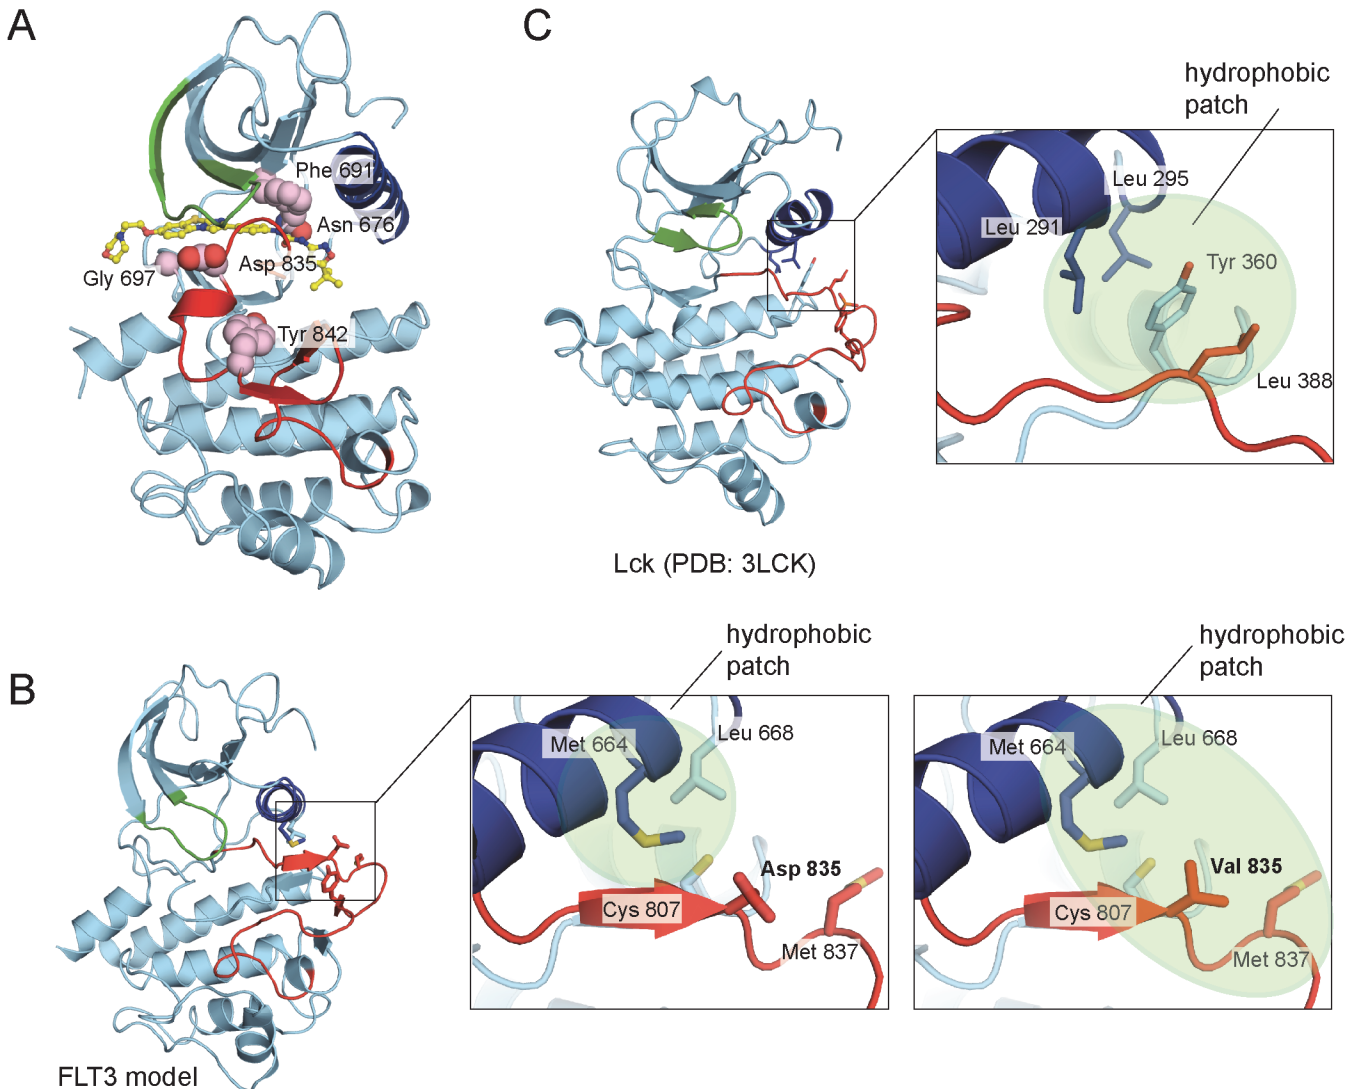 A
Phe 691
Asn 676
Asp 835
Gly 697
Tyr 842
C
hydrophobic
patch
Leu 295
Leu 291
Tyr 360
Leu 388
Lck (PDB: 3LCK)
B
FLT3 model
hydrophobic
patch
Met 664
Leu 668
Asp 835
Cys 807
Met 837
hydrophobic
patch
Met 664
Leu 668
Val 835
Cys 807
Met 837